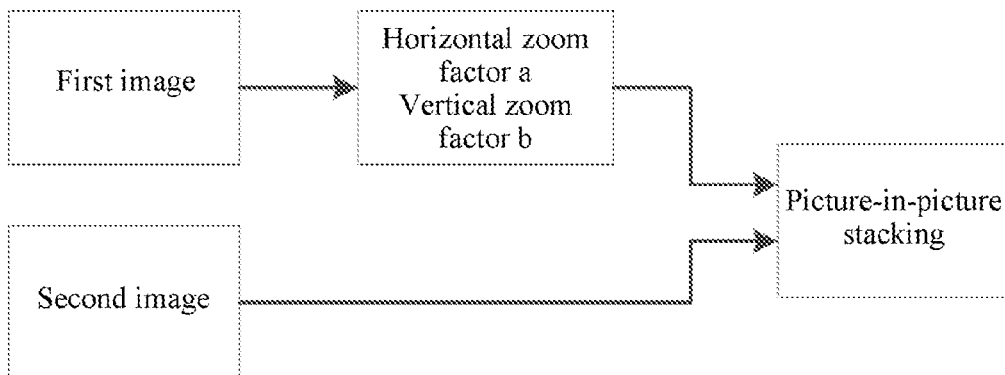 First image
Horizontal zoom
factor a
Vertical zoom
factor b
Picture-in-picture
stacking
Second image